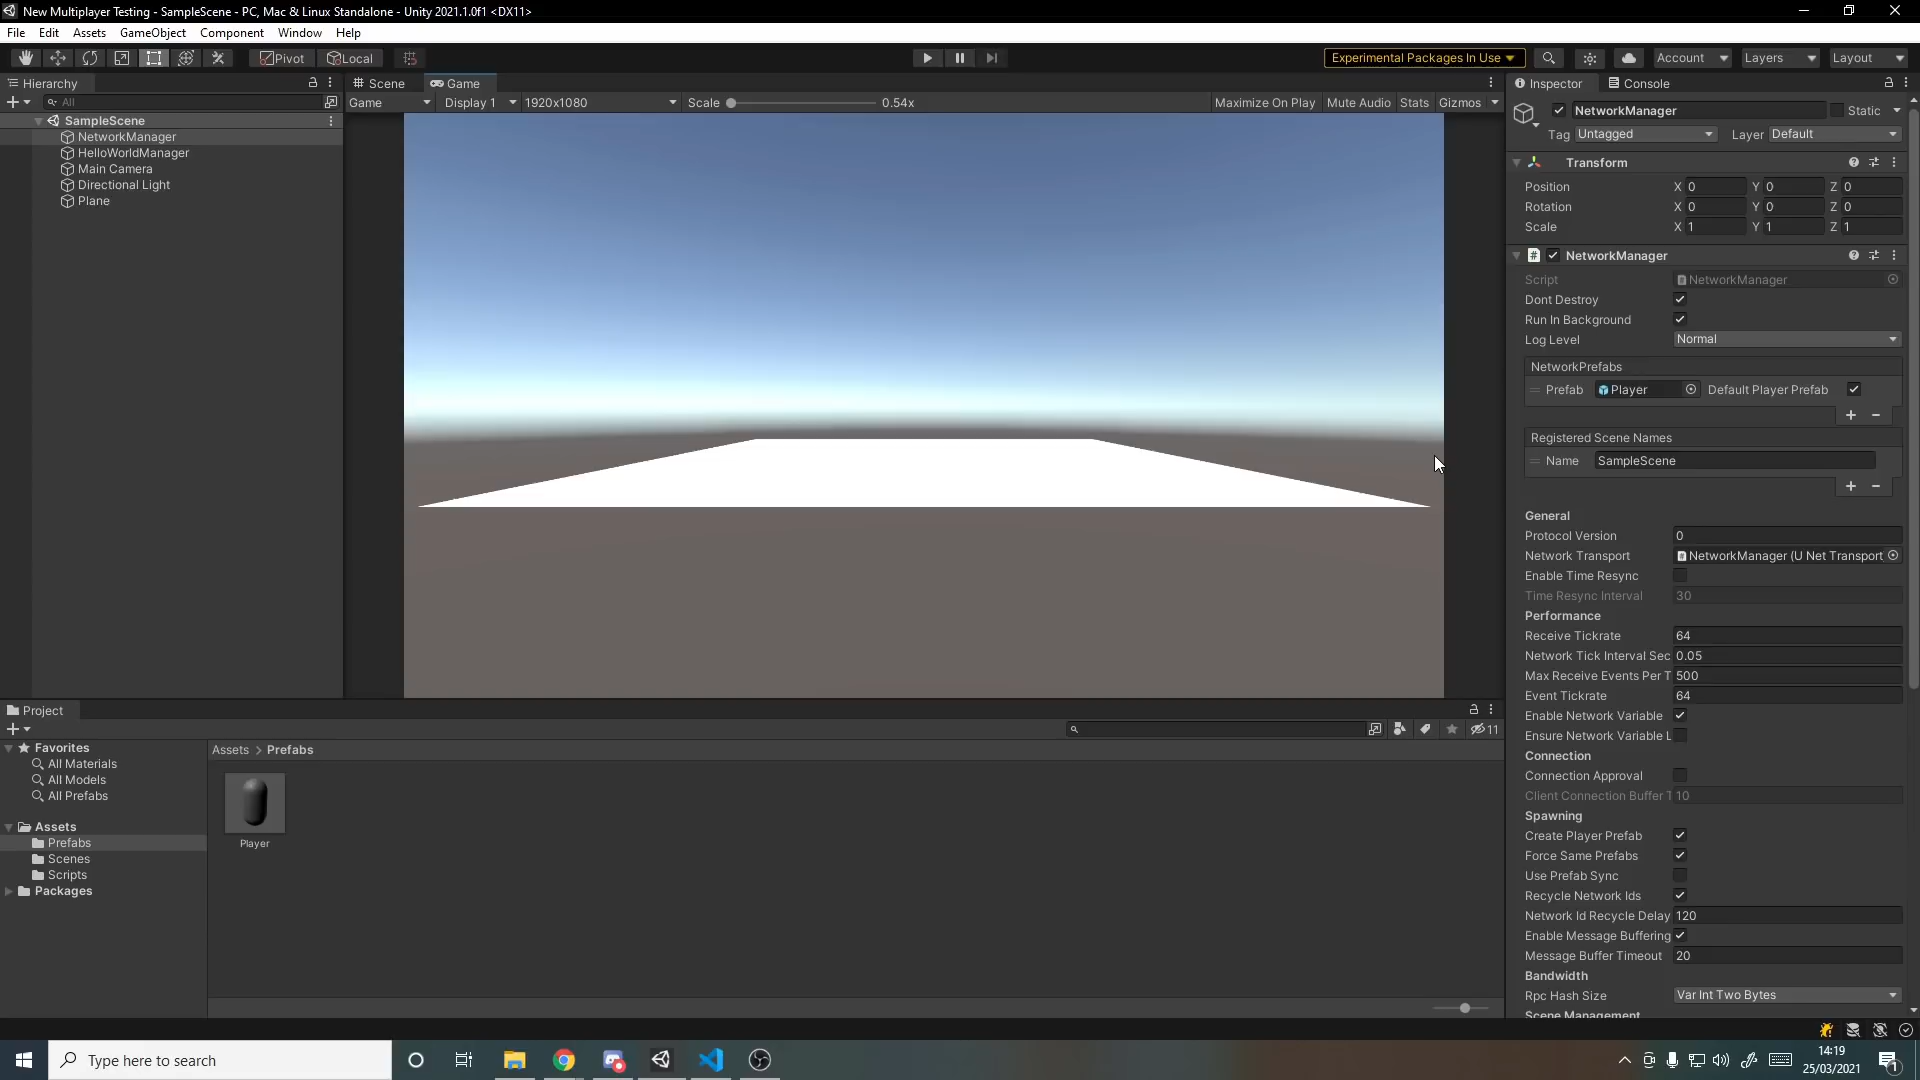 New Multiplayer Testing - SampleScene - PC, Mac & Linux Standalone - Unity 2021.1.0f1 <DX11>
File Edit Assets GameObject Component Window Help
Pivot Local Experimental Packages In Use Account Layers Layout
Hierarchy
All
SampleScene
NetworkManager
HelloWorldManager
Main Camera
Directional Light
Plane
Scene Game
Game Display 1 1920x1080 Scale 0.54x Maximize On Play Mute Audio Stats Gizmos
Inspector Console
NetworkManager Static
Tag Untagged Layer Default
Transform
Position X 0 Y 0 Z 0
Rotation X 0 Y 0 Z 0
Scale X 1 Y 1 Z 1
# NetworkManager
Script NetworkManager
Dont Destroy
Run In Background
Log Level Normal
NetworkPrefabs
Prefab Player Default Player Prefab
Registered Scene Names
Name SampleScene
General
Protocol Version 0
Network Transport NetworkManager (U Net Transport
Enable Time Resync
Time Resync Interval 30
Performance
Receive Tickrate 64
Network Tick Interval Sec 0.05
Max Receive Events Per T 500
Event Tickrate 64
Enable Network Variable
Ensure Network Variable L
Connection
Connection Approval
Client Connection Buffer T 10
Spawning
Create Player Prefab
Force Same Prefabs
Use Prefab Sync
Recycle Network Ids
Network Id Recycle Delay 120
Enable Message Buffering
Message Buffer Timeout 20
Bandwidth
Rpc Hash Size Var Int Two Bytes
Scene Management
Project
11
Favorites
All Materials
All Models
All Prefabs
Assets
Prefabs
Scenes
Scripts
Packages
Assets > Prefabs
Player
Type here to search
14:19
25/03/2021
1